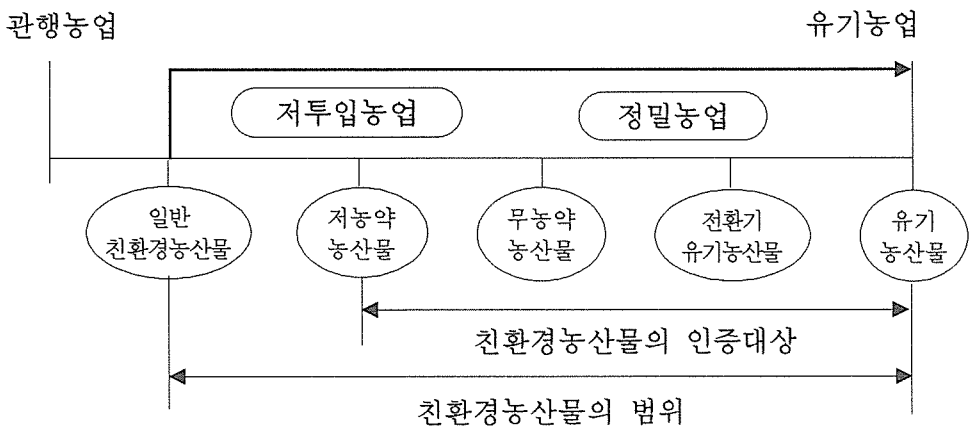 관행농업 유기농업
저투입농업 정밀농업
일반
친환경농산물
저농약
농산물
무농약
농산물
전환기
유기농산물
유기
농산물
친환경농산물의 인증대상
친환경농산물의 범위